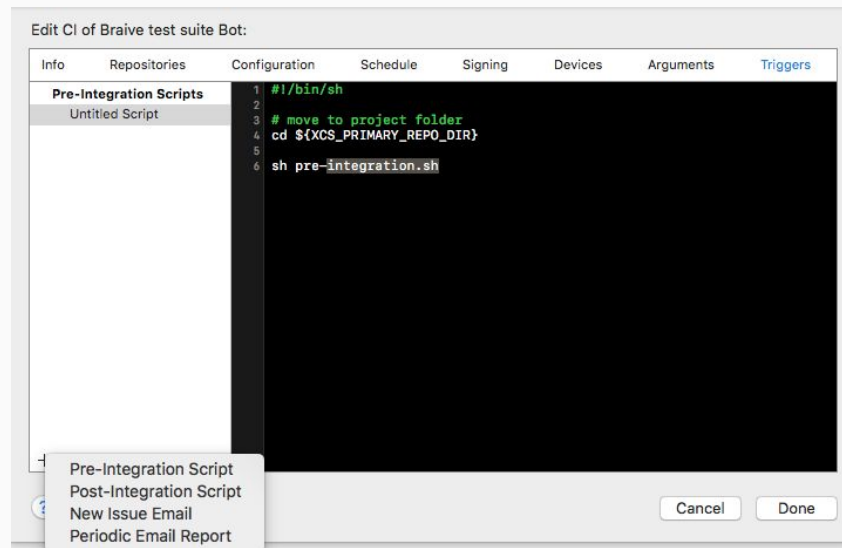 Edit CI of Braive test suite Bot:
Info Repositories Configuration Schedule Signing Devices Arguments Triggers
Pre-Integration Scripts
Untitled Script
1 #!/bin/sh
2
3 # move to project folder
4 cd ${XCS_PRIMARY_REPO_DIR}
5
6 sh pre-integration.sh
+
Pre-Integration Script
Post-Integration Script
New Issue Email
Periodic Email Report
?
Cancel Done